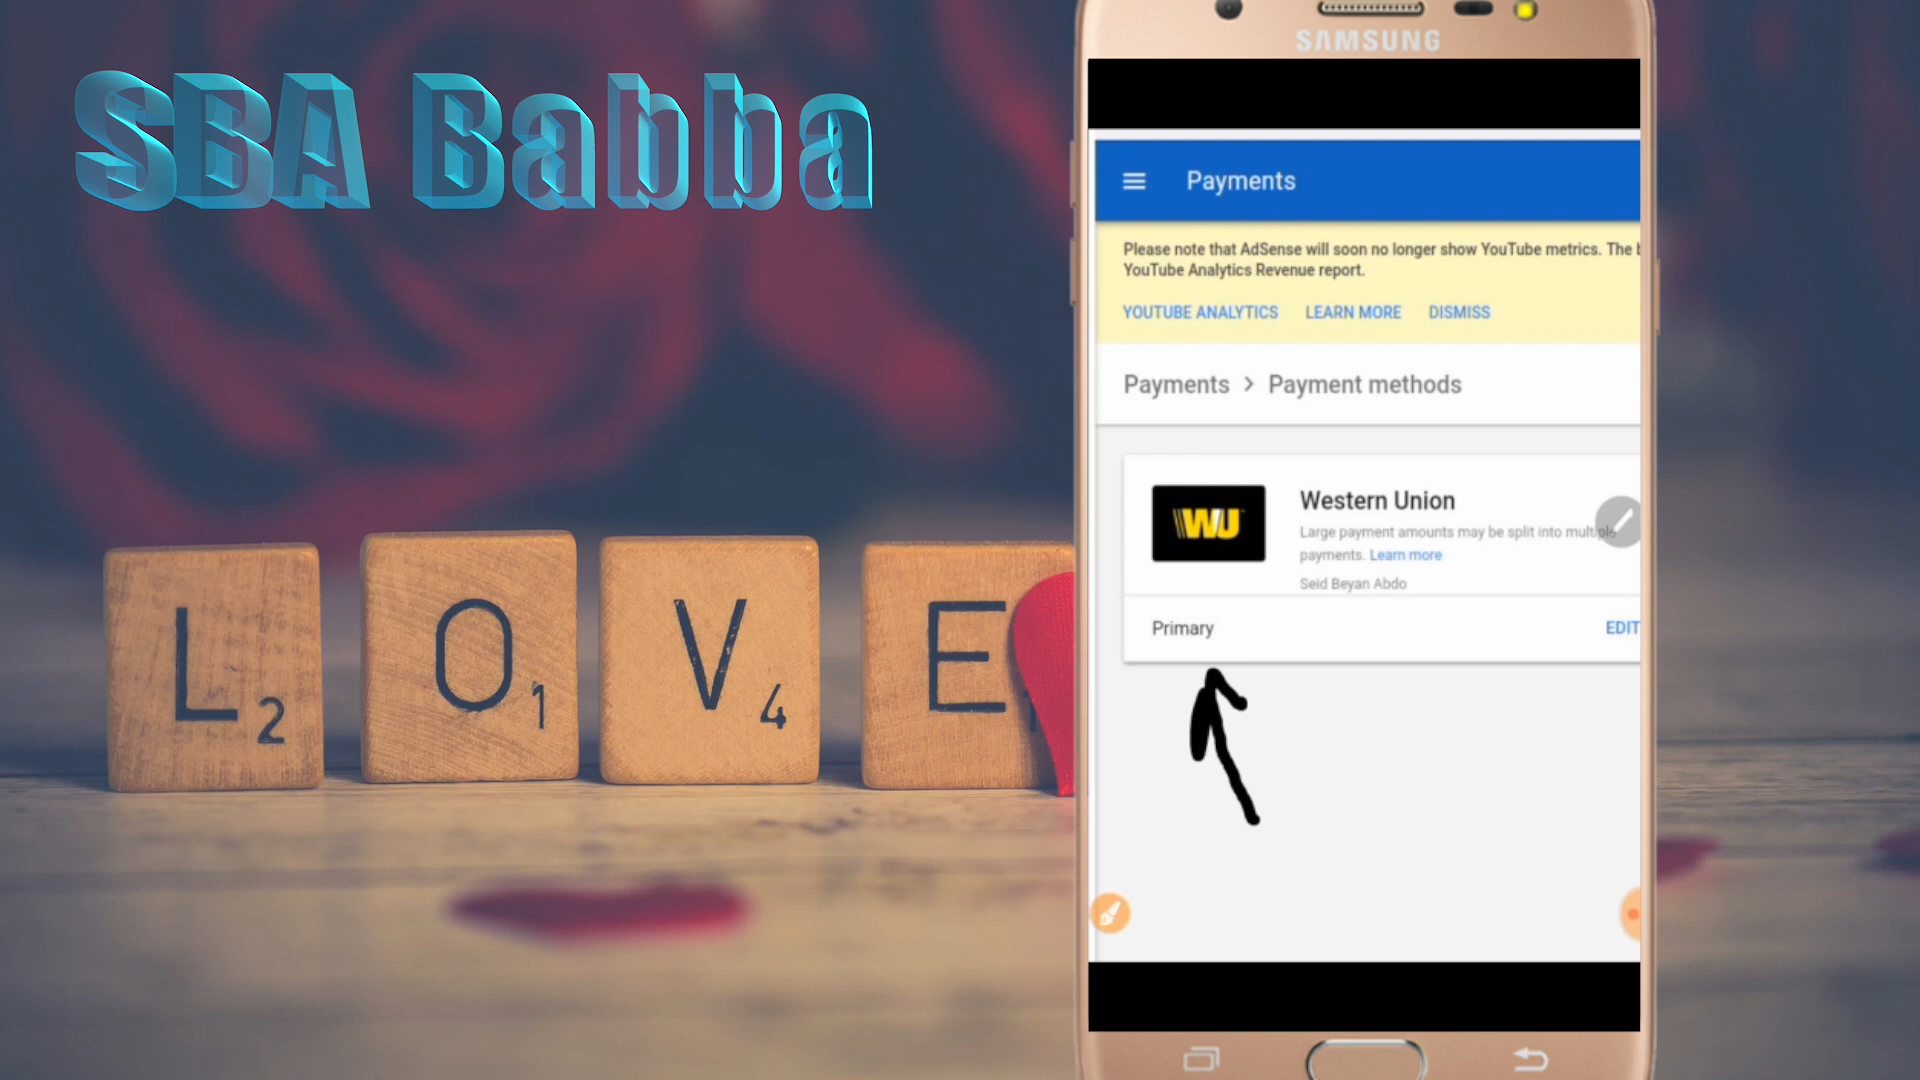 SBA Babba
L2 O1 V4 E
SAMSUNG
Payments
Please note that AdSense will soon no longer show YouTube metrics. The
YouTube Analytics Revenue report.
YOUTUBE ANALYTICS LEARN MORE DISMISS
Payments > Payment methods
WU
Western Union
Large payment amounts may be split into multiple
payments. Learn more
Seid Beyan Abdo
Primary EDIT